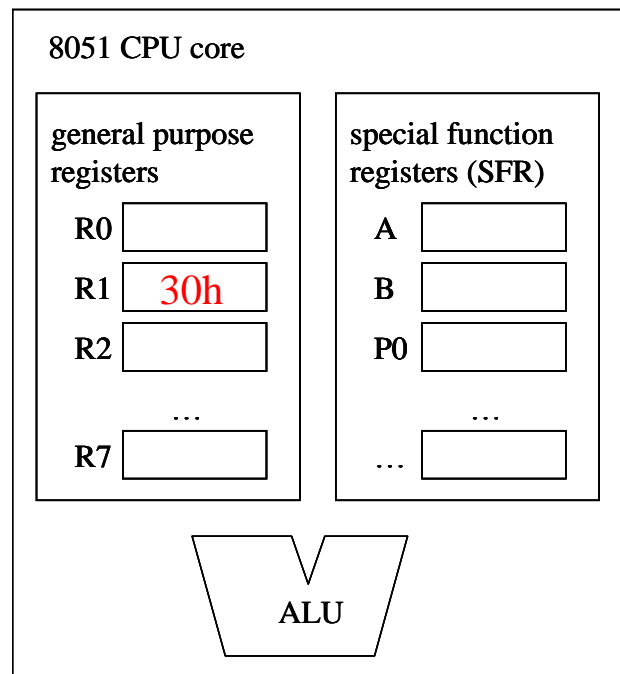 8051 CPU core
general purpose
registers
R0
R1 30h
R2
…
R7
special function
registers (SFR)
A
B
P0
…
…
ALU